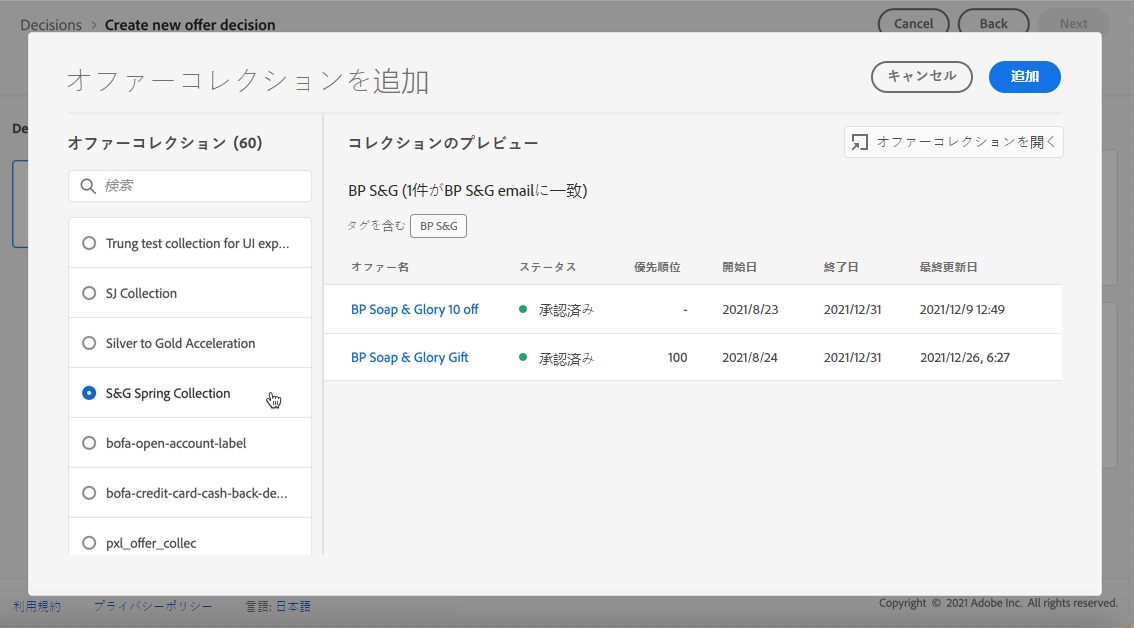 Decisions > Create new offer decision
Cancel
Back
Next
オファーコレクションを追加
キャンセル
追加
De
オファーコレクション (60)
検索
Trung test collection for UI exp...
SJ Collection
Silver to Gold Acceleration
S&G Spring Collection
bofa-open-account-label
bofa-credit-card-cash-back-de...
pxl_offer_collec
コレクションのプレビュー
オファーコレクションを開く
BP S&G (1件がBP S&G emailに一致)
タグを含む BP S&G
オファー名 ステータス 優先順位 開始日 終了日 最終更新日
BP Soap & Glory 10 off 承認済み - 2021/8/23 2021/12/31 2021/12/9 12:49
BP Soap & Glory Gift 承認済み 100 2021/8/24 2021/12/31 2021/12/26, 6:27
利用規約 プライバシーポリシー 言語: 日本語
Copyright © 2021 Adobe Inc. All rights reserved.